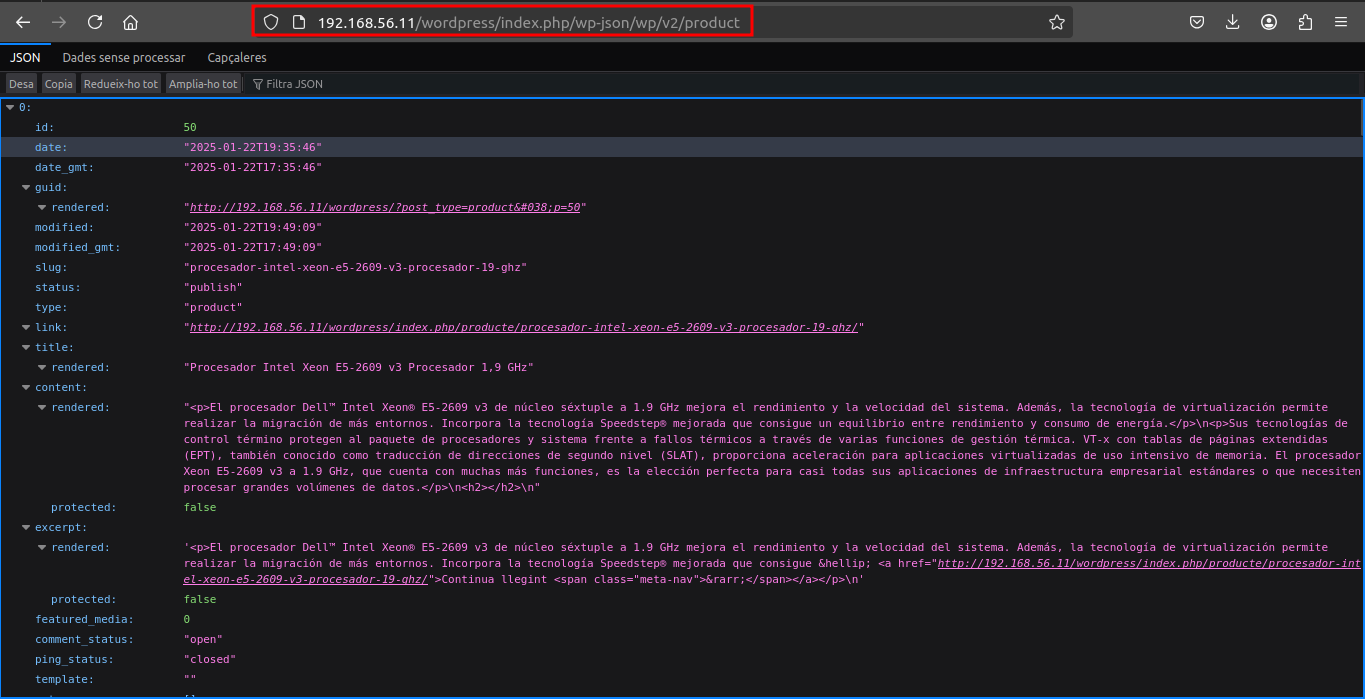 192.168.56.11/wordpress/index.php/wp-json/wp/v2/product
JSON Dades sense processar Capçaleres
Desa Copia Redueix-ho tot Amplia-ho tot Filtra JSON
0:
id: 50
date: "2025-01-22T19:35:46"
date_gmt: "2025-01-22T17:35:46"
guid:
rendered: "http://192.168.56.11/wordpress/?post_type=product&#038;p=50"
modified: "2025-01-22T19:49:09"
modified_gmt: "2025-01-22T17:49:09"
slug: "procesador-intel-xeon-e5-2609-v3-procesador-19-ghz"
status: "publish"
type: "product"
link: "http://192.168.56.11/wordpress/index.php/producte/procesador-intel-xeon-e5-2609-v3-procesador-19-ghz/"
title:
rendered: "Procesador Intel Xeon E5-2609 v3 Procesador 1,9 GHz"
content:
rendered: "<p>El procesador Dell™ Intel Xeon® E5-2609 v3 de núcleo séxtuple a 1.9 GHz mejora el rendimiento y la velocidad del sistema. Además, la tecnología de virtualización permite
realizar la migración de más entornos. Incorpora la tecnología Speedstep® mejorada que consigue un equilibrio entre rendimiento y consumo de energía.</p>\n<p>Sus tecnologías de
control término protegen al paquete de procesadores y sistema frente a fallos térmicos a través de varias funciones de gestión térmica. VT-x con tablas de páginas extendidas
(EPT), también conocido como traducción de direcciones de segundo nivel (SLAT), proporciona aceleración para aplicaciones virtualizadas de uso intensivo de memoria. El procesador
Xeon E5-2609 v3 a 1.9 GHz, que cuenta con muchas más funciones, es la elección perfecta para casi todas sus aplicaciones de infraestructura empresarial estándares o que necesiten
procesar grandes volúmenes de datos.</p>\n<h2></h2>\n"
protected: false
excerpt:
rendered: '<p>El procesador Dell™ Intel Xeon® E5-2609 v3 de núcleo séxtuple a 1.9 GHz mejora el rendimiento y la velocidad del sistema. Además, la tecnología de virtualización permite
realizar la migración de más entornos. Incorpora la tecnología Speedstep® mejorada que consigue &hellip; <a href="http://192.168.56.11/wordpress/index.php/producte/procesador-int
el-xeon-e5-2609-v3-procesador-19-ghz/">Continua llegint <span class="meta-nav">&rarr;</span></a></p>\n'
protected: false
featured_media: 0
comment_status: "open"
ping_status: "closed"
template: ""